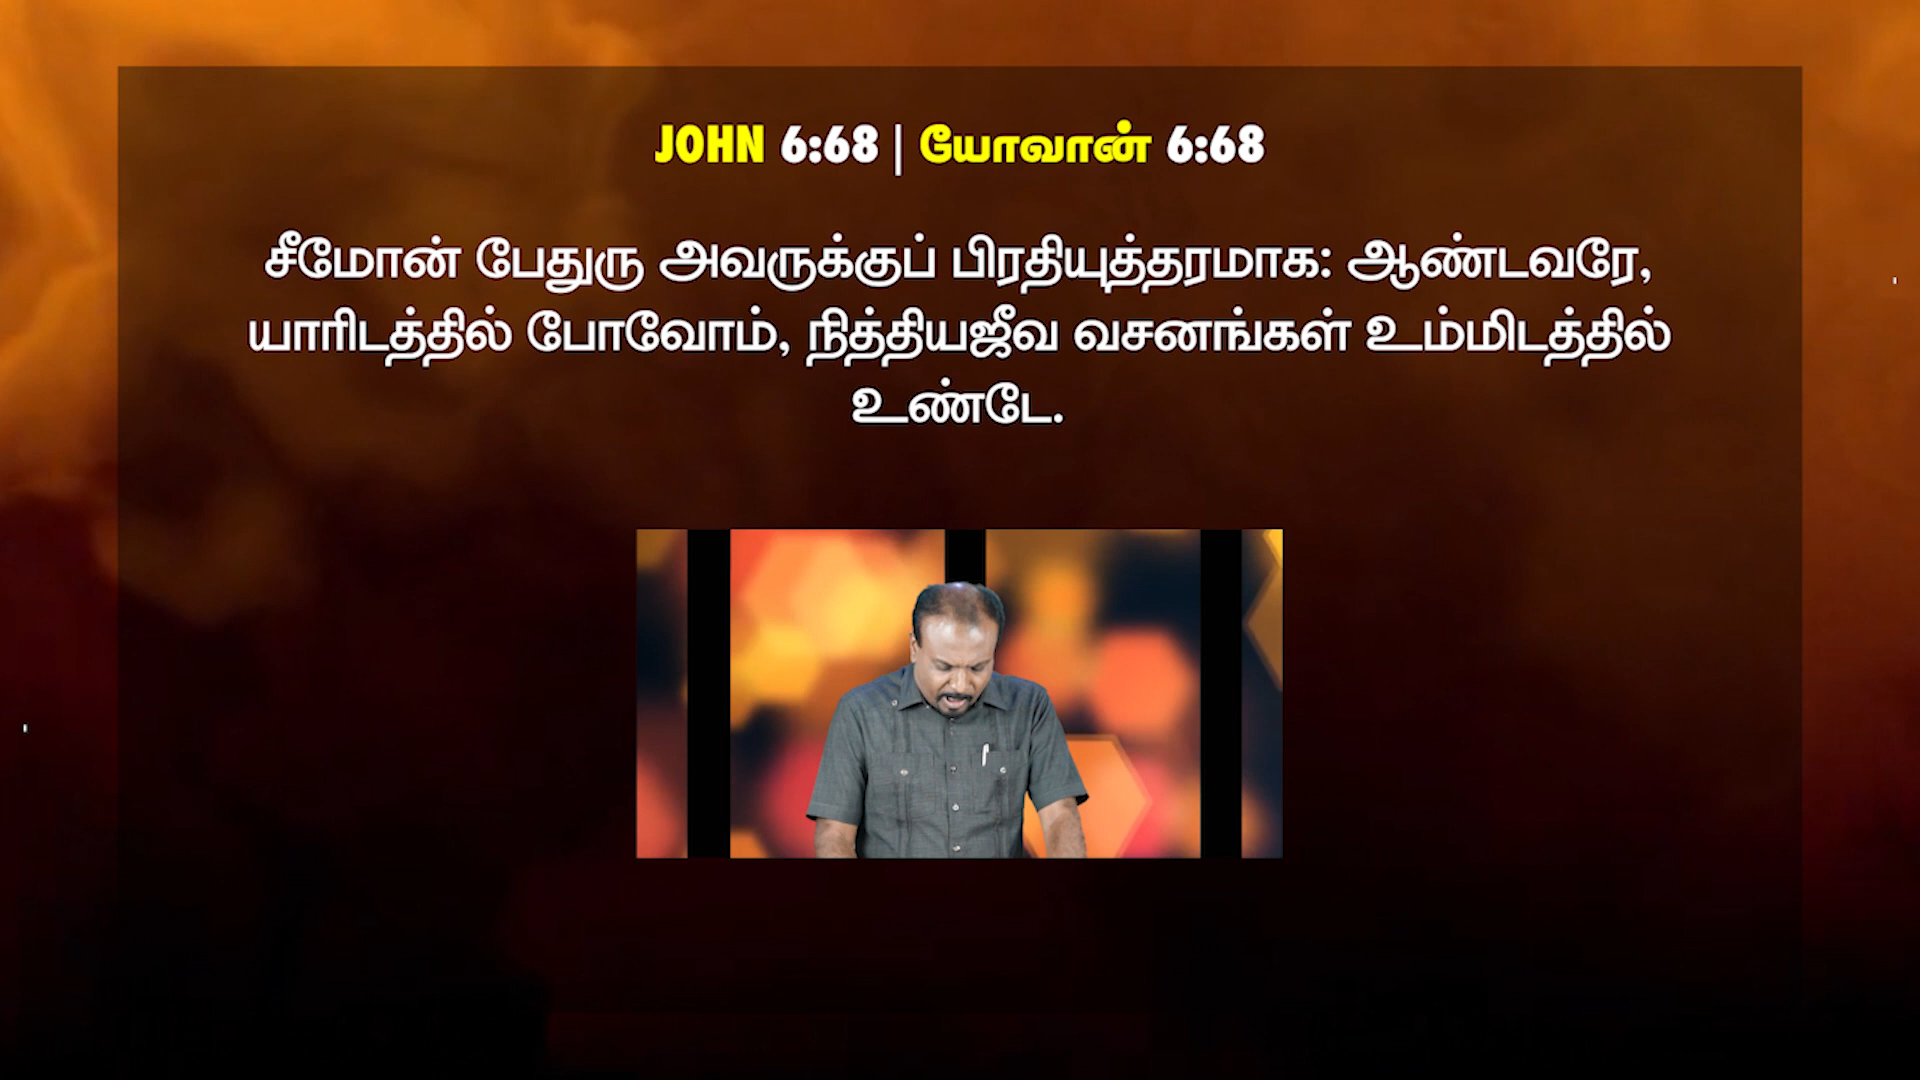 JOHN 6:68 | யோவான் 6:68
சீமோன் பேதுரு அவருக்குப் பிரதியுத்தரமாக: ஆண்டவரே,
யாரிடத்தில் போவோம், நித்தியஜீவ வசனங்கள் உம்மிடத்தில்
உண்டே.